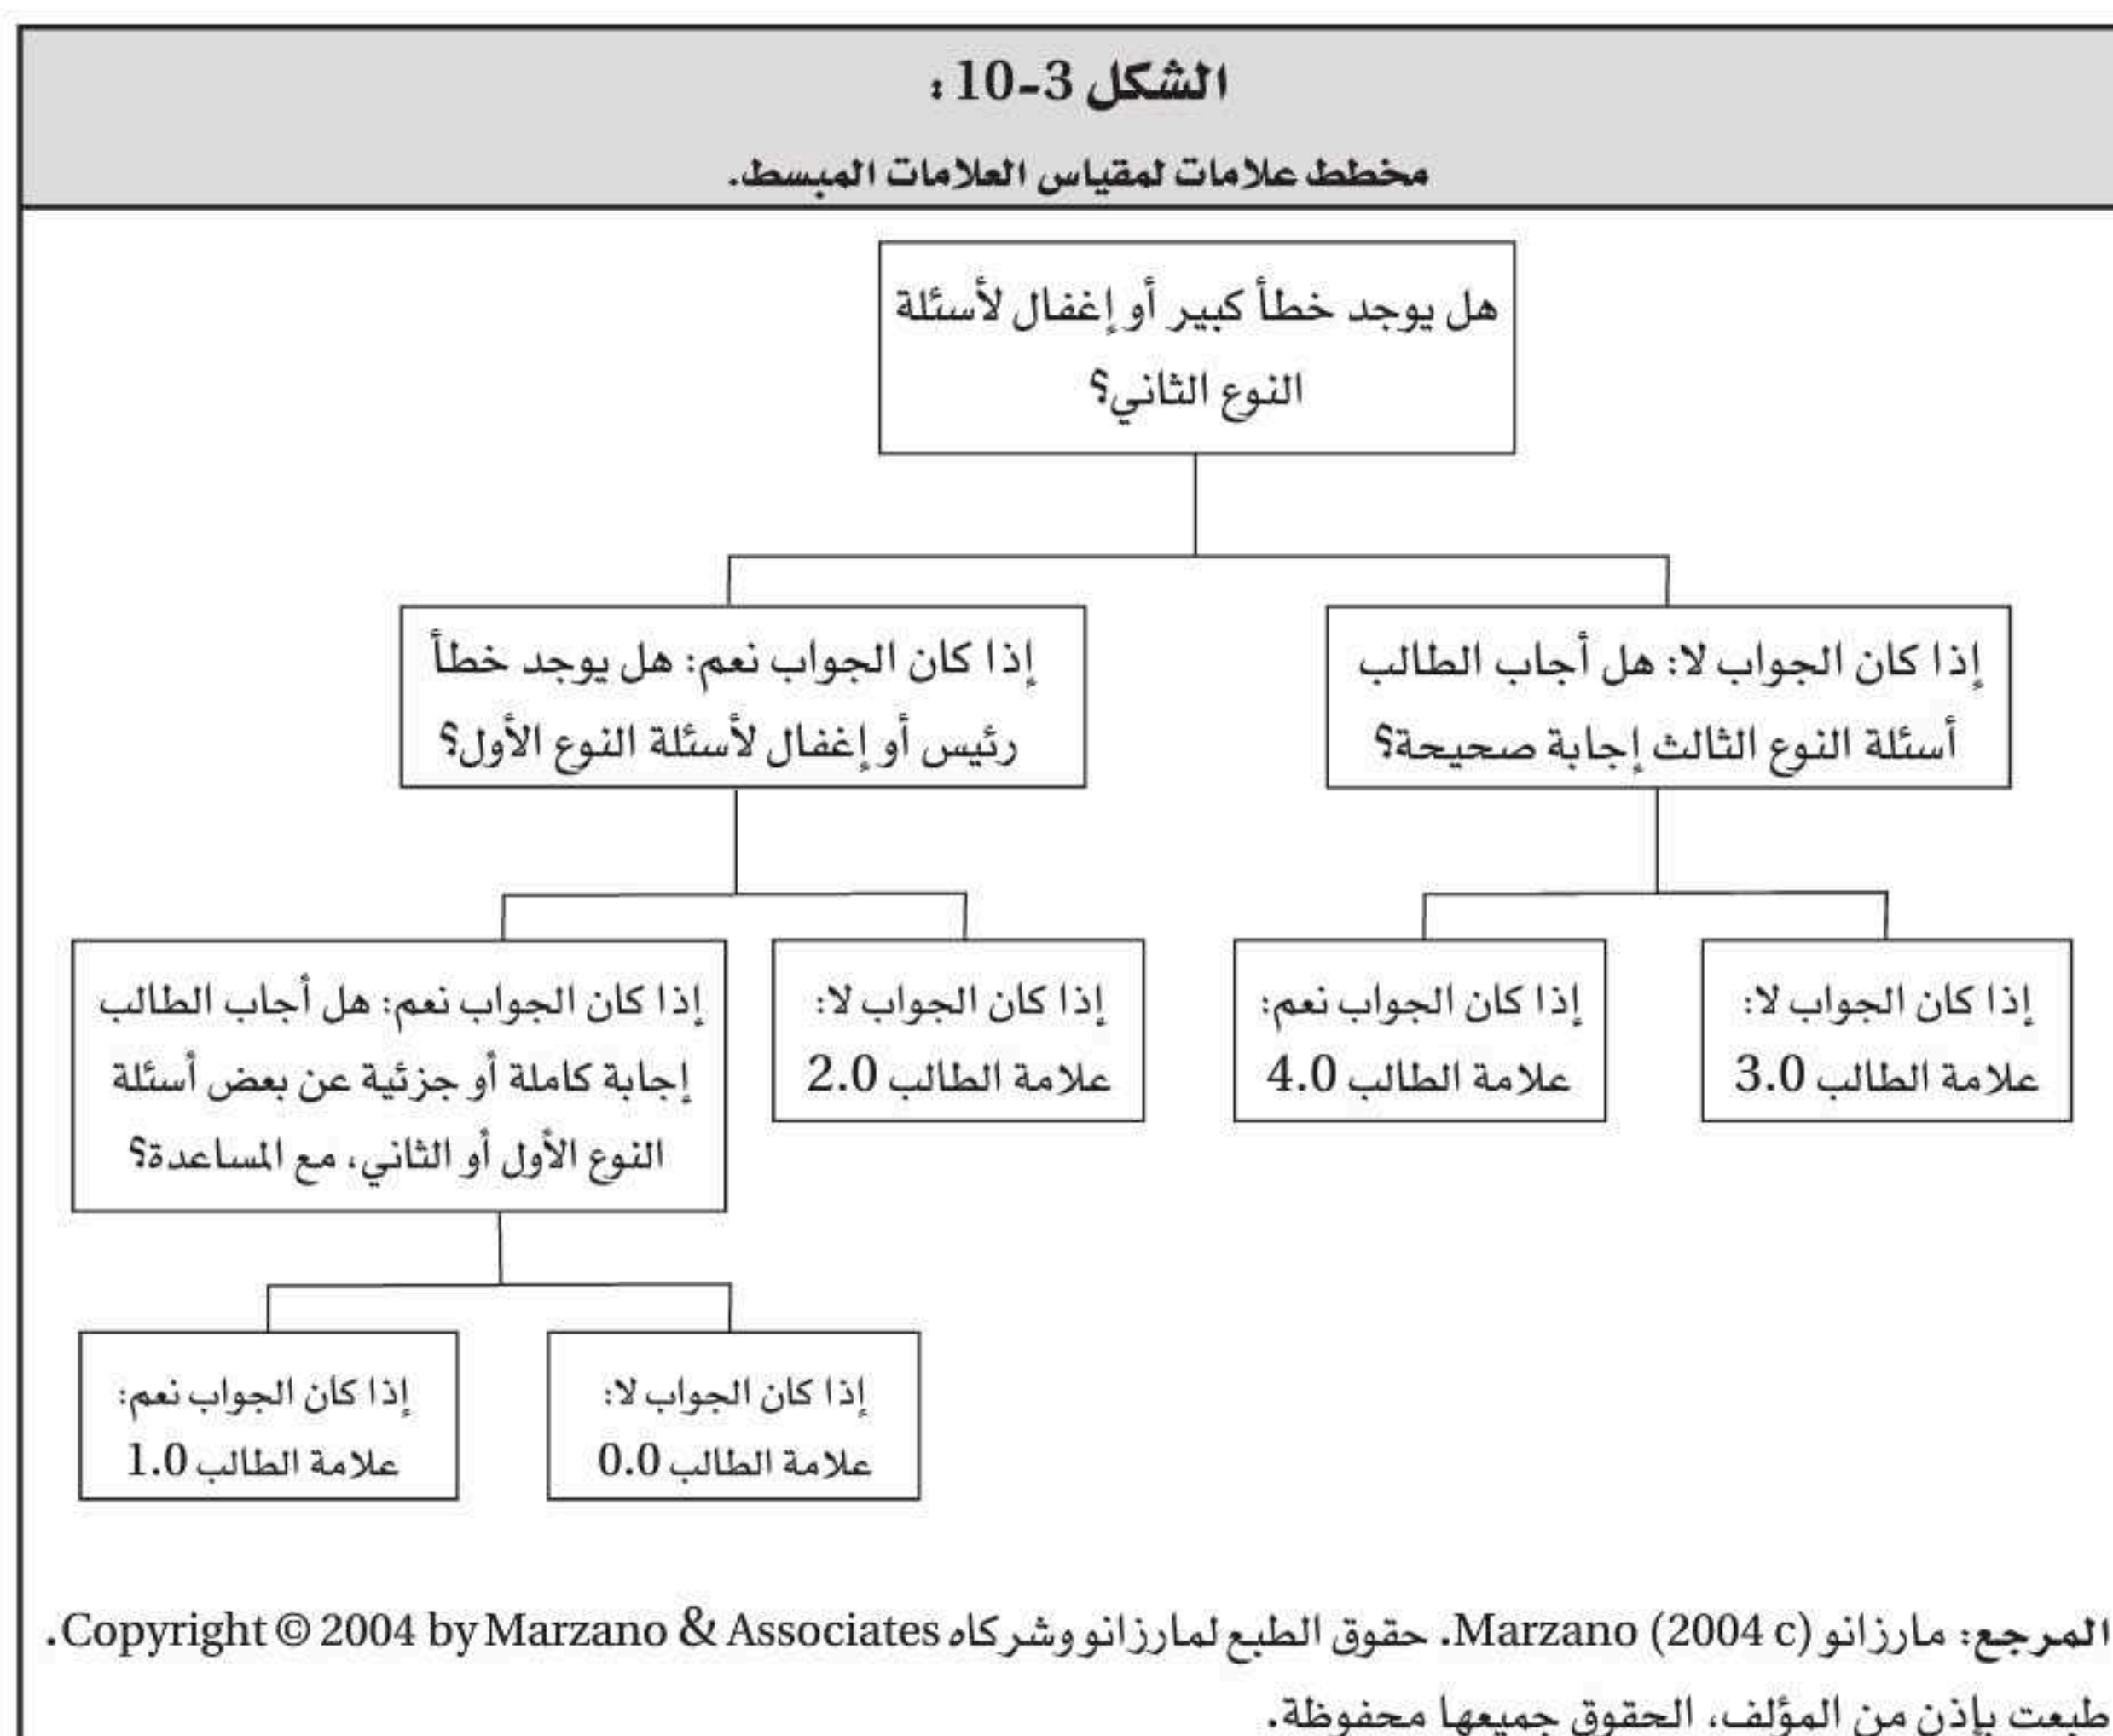 الشكل 3-10:
مخطط علامات لمقياس العلامات المبسط.
هل يوجد خطأ كبير أو إغفال لأسئلة
النوع الثاني؟
إذا كان الجواب لا: هل أجاب الطالب
أسئلة النوع الثالث إجابة صحيحة؟
إذا كان الجواب نعم: هل يوجد خطأ
رئيس أو إغفال لأسئلة النوع الأول؟
إذا كان الجواب لا:
علامة الطالب 3.0
إذا كان الجواب نعم:
علامة الطالب 4.0
إذا كان الجواب لا:
علامة الطالب 2.0
إذا كان الجواب نعم: هل أجاب الطالب
إجابة كاملة أو جزئية عن بعض أسئلة
النوع الأول أو الثاني، مع المساعدة؟
إذا كان الجواب لا:
علامة الطالب 0.0
إذا كان الجواب نعم:
علامة الطالب 1.0
المرجع: مارزانو Marzano (2004 c). حقوق الطبع لمارزانو وشركاه Copyright © 2004 by Marzano & Associates.
طبعت بإذن من المؤلف، الحقوق جميعها محفوظة.